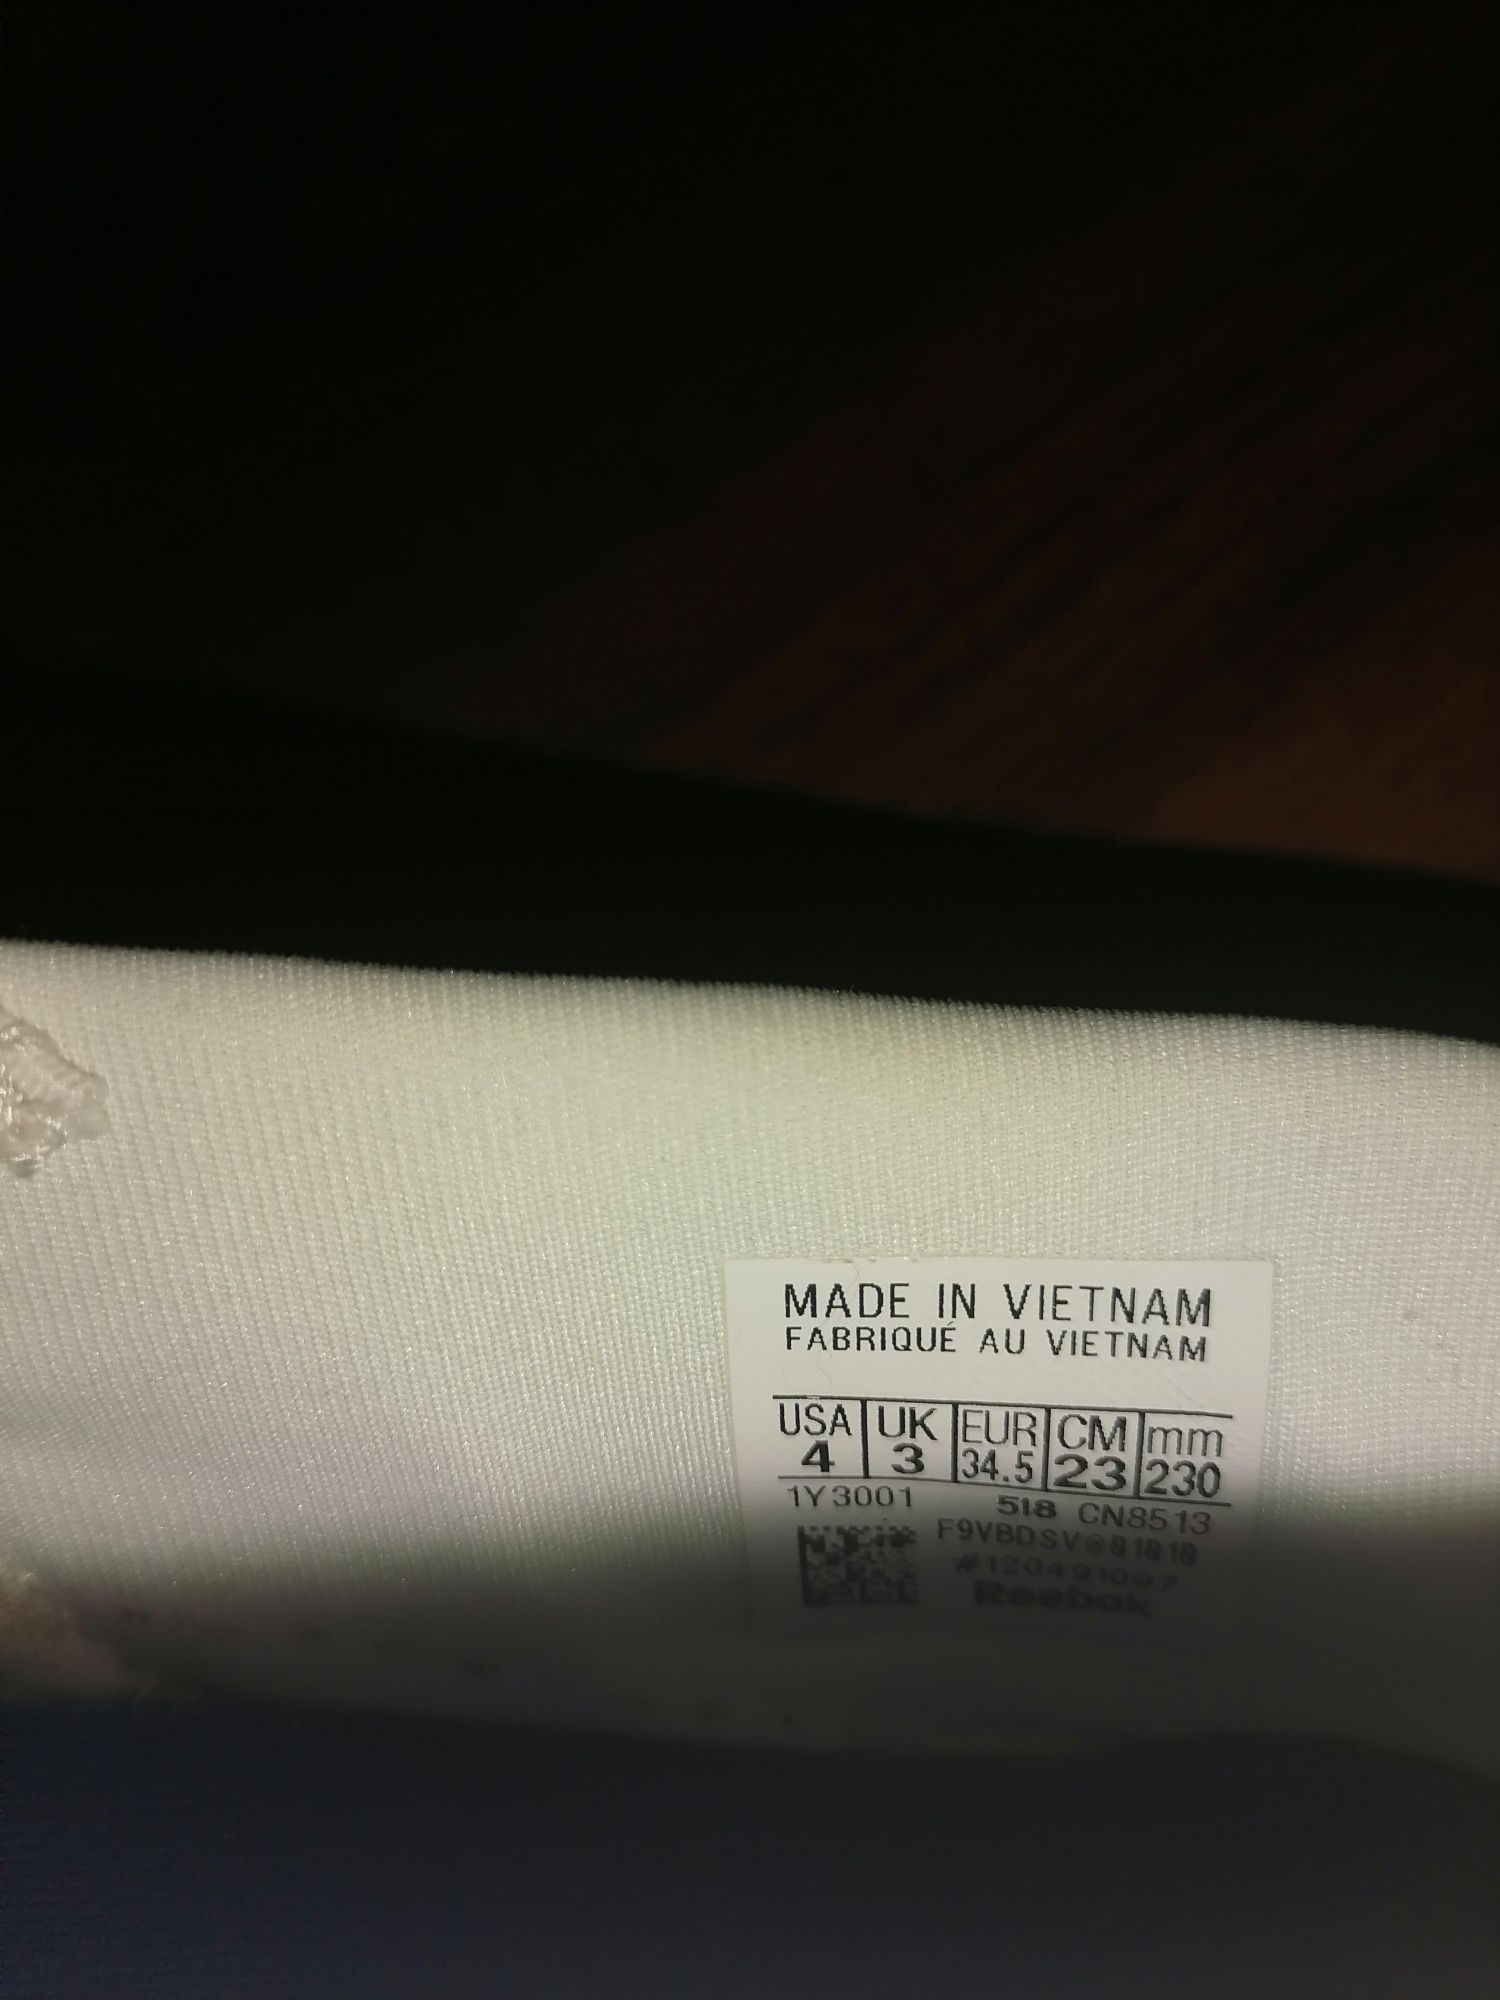 MADE IN VIETNAM
FABRIQUÉ AU VIETNAM
USA UK EUR CM mm
4 3 34.5 23 230
1Y3001 518 CN8513
#120491097
Reebok